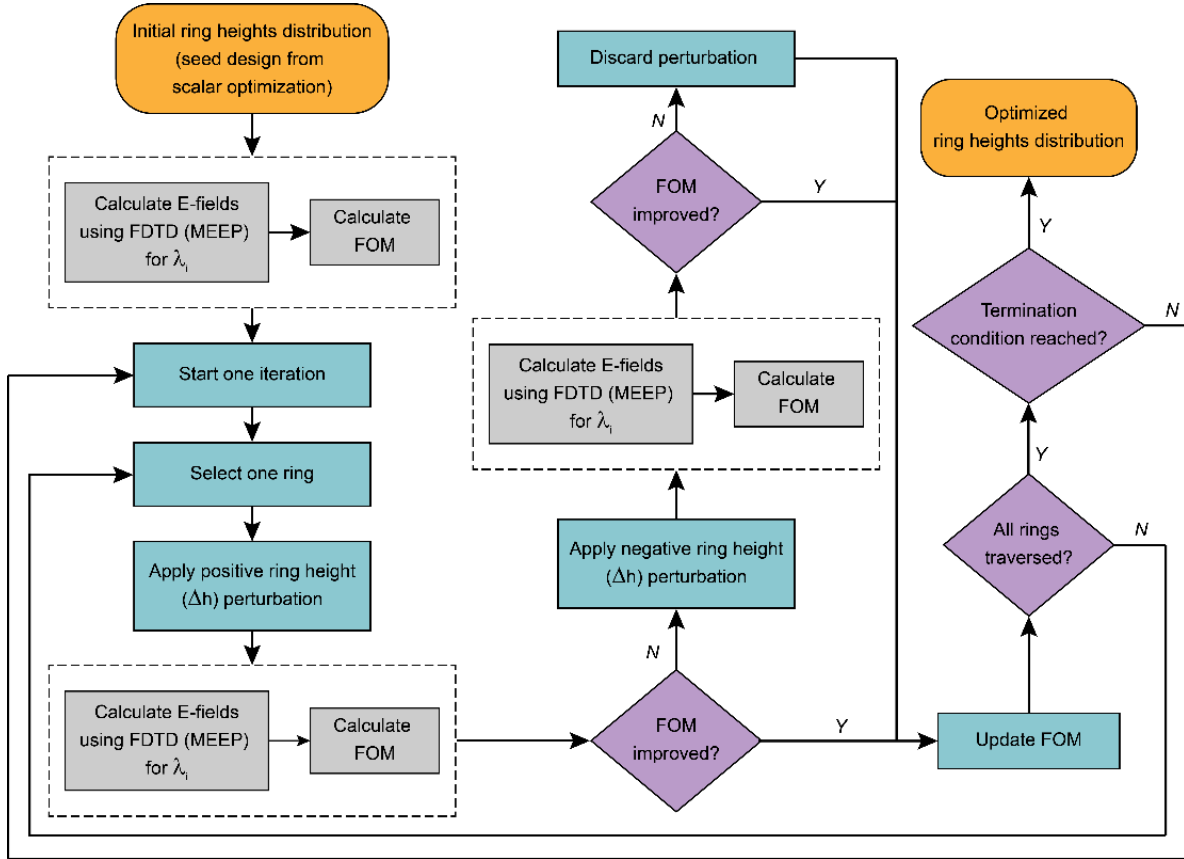 Initial ring heights distribution
(seed design from
scalar optimization)
Calculate E-fields
using FDTD (MEEP)
for λi
Calculate
FOM
Start one iteration
Select one ring
Apply positive ring height
(Δh) perturbation
Calculate E-fields
using FDTD (MEEP)
for λi
Calculate
FOM
FOM
improved?
Y
N
Apply negative ring height
(Δh) perturbation
Calculate E-fields
using FDTD (MEEP)
for λi
Calculate
FOM
FOM
improved?
Y
N
Discard perturbation
Update FOM
All rings
traversed?
N
Y
Termination
condition reached?
N
Y
Optimized
ring heights distribution